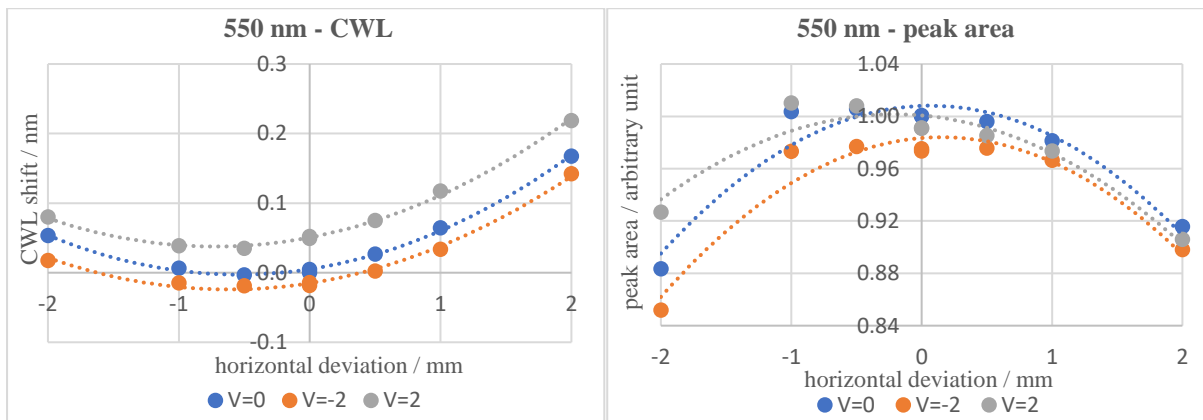 550 nm - CWL
0.3
0.2
0.1
0.0
-0.1
-2
-1
0
1
2
CWL shift / nm
horizontal deviation / mm
V=0 V=-2 V=2
550 nm - peak area
1.04
1.00
0.96
0.92
0.88
0.84
-2
-1
0
1
2
peak area / arbitrary unit
horizontal deviation / mm
V=0 V=-2 V=2